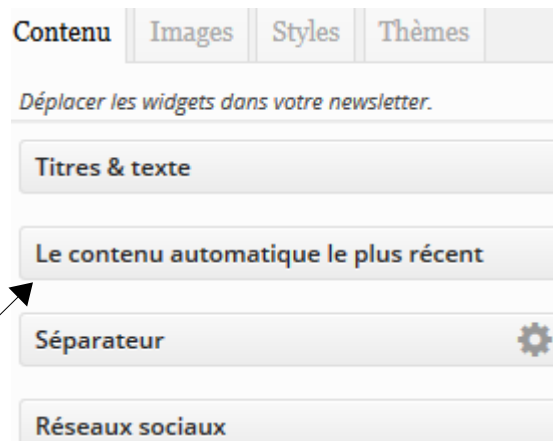 Contenu Images Styles Thèmes
Déplacer les widgets dans votre newsletter.
Titres & texte
Le contenu automatique le plus récent
Séparateur
Réseaux sociaux